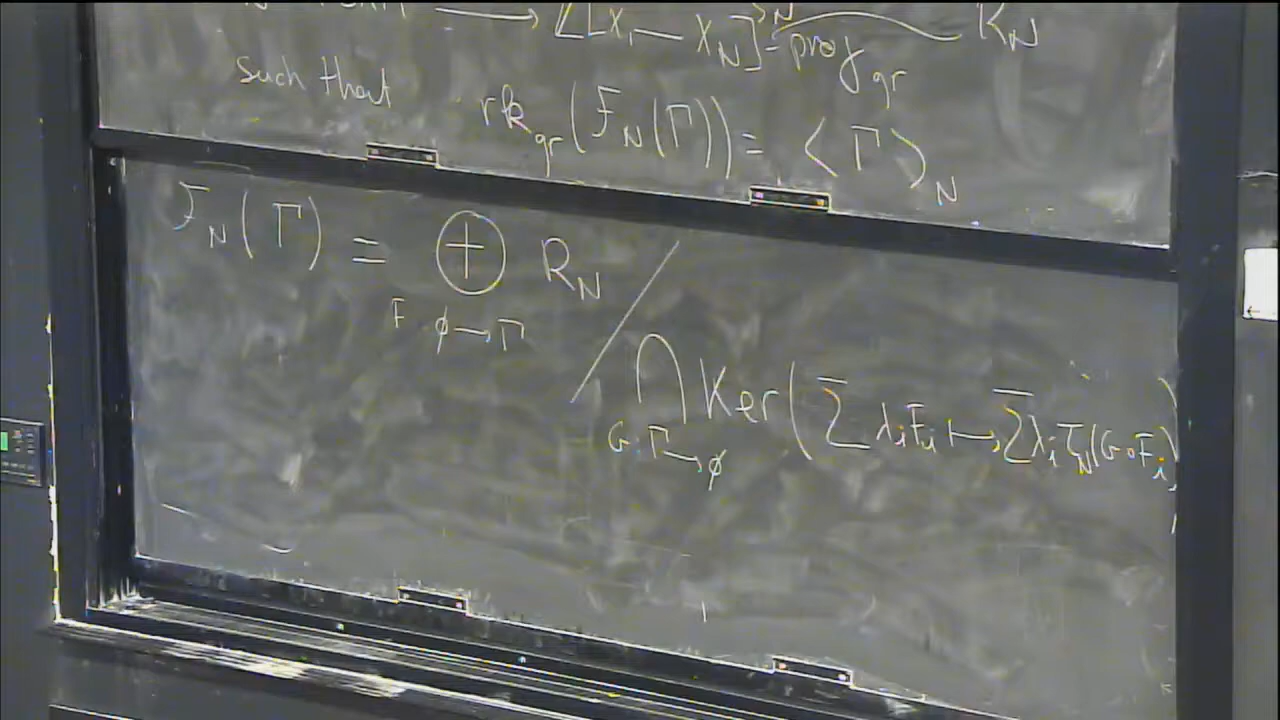 ⟶ ℤ[x₁ — x_N]^{S_N}-proj_gr R_N
such that
rk_gr(F_N(Γ)) = ⟨Γ⟩_N
F_N(Γ) = ⊕ R_N /
F ∅→Γ
∩ Ker(∑ λ_i F_i ↦ ∑ λ_i τ_N(G∘F_i)
G:Γ→∅